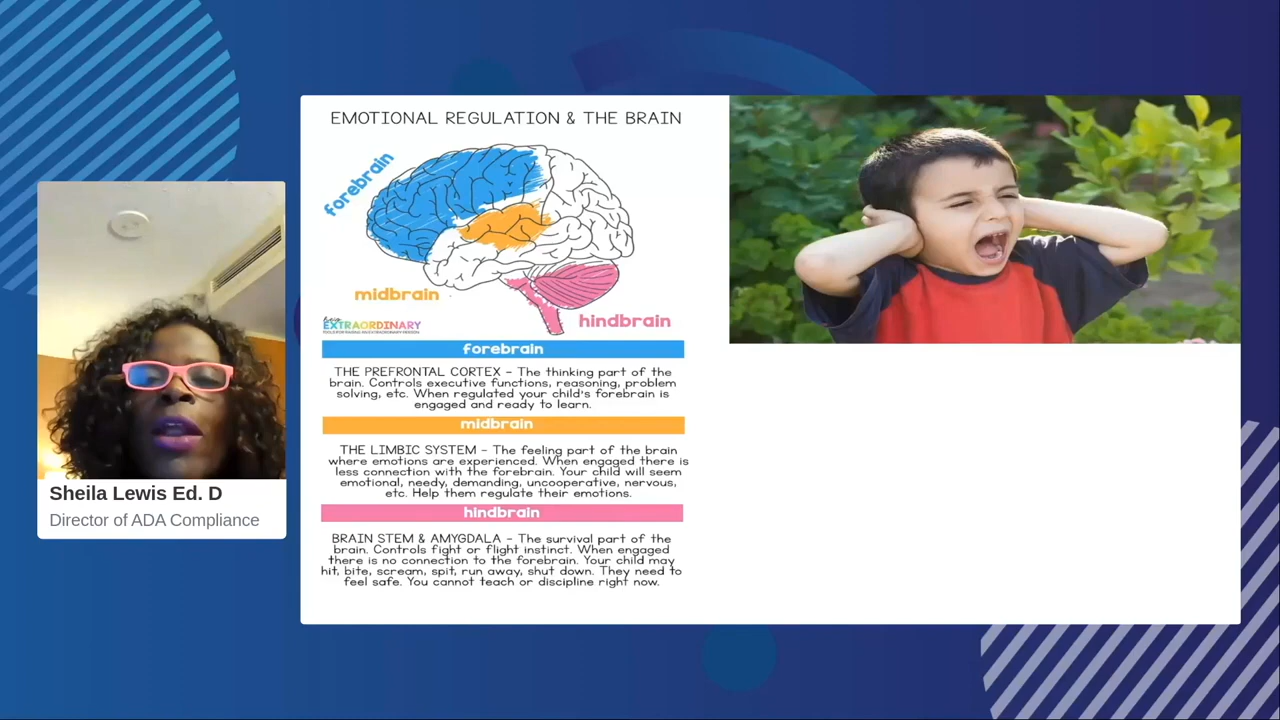 EMOTIONAL REGULATION & THE BRAIN
forebrain
midbrain
hindbrain
EXTRAORDINARY
forebrain
THE PREFRONTAL CORTEX - The thinking part of the
brain. Controls executive functions, reasoning, problem
solving, etc. When regulated your child's forebrain is
engaged and ready to learn.
midbrain
THE LIMBIC SYSTEM - The feeling part of the brain
where emotions are experienced. When engaged there is
less connection with the forebrain. Your child will seem
emotional, needy, demanding, uncooperative, nervous,
etc. Help them regulate their emotions.
hindbrain
BRAIN STEM & AMYGDALA - The survival part of the
brain. Controls fight or flight instinct. When engaged
there is no connection to the forebrain. Your child may
hit, bite, scream, spit, run away, shut down. They need to
feel safe. You cannot teach or discipline right now.
Sheila Lewis Ed. D
Director of ADA Compliance